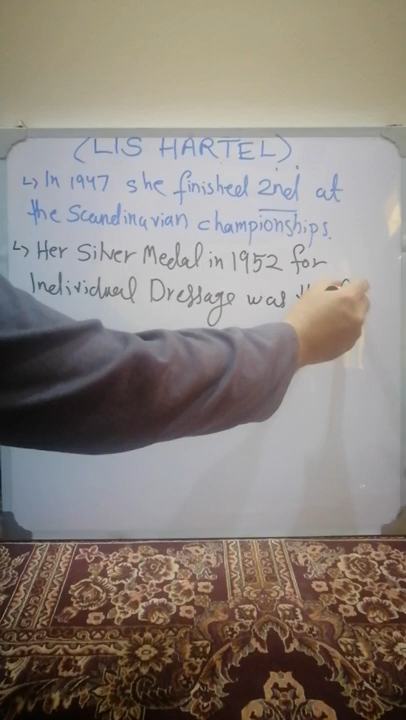 (LIS HARTEL)
↳ In 1947 she finished 2nd at
the Scandinavian championships.
↳ Her Silver Medal in 1952 for
Individual Dressage was